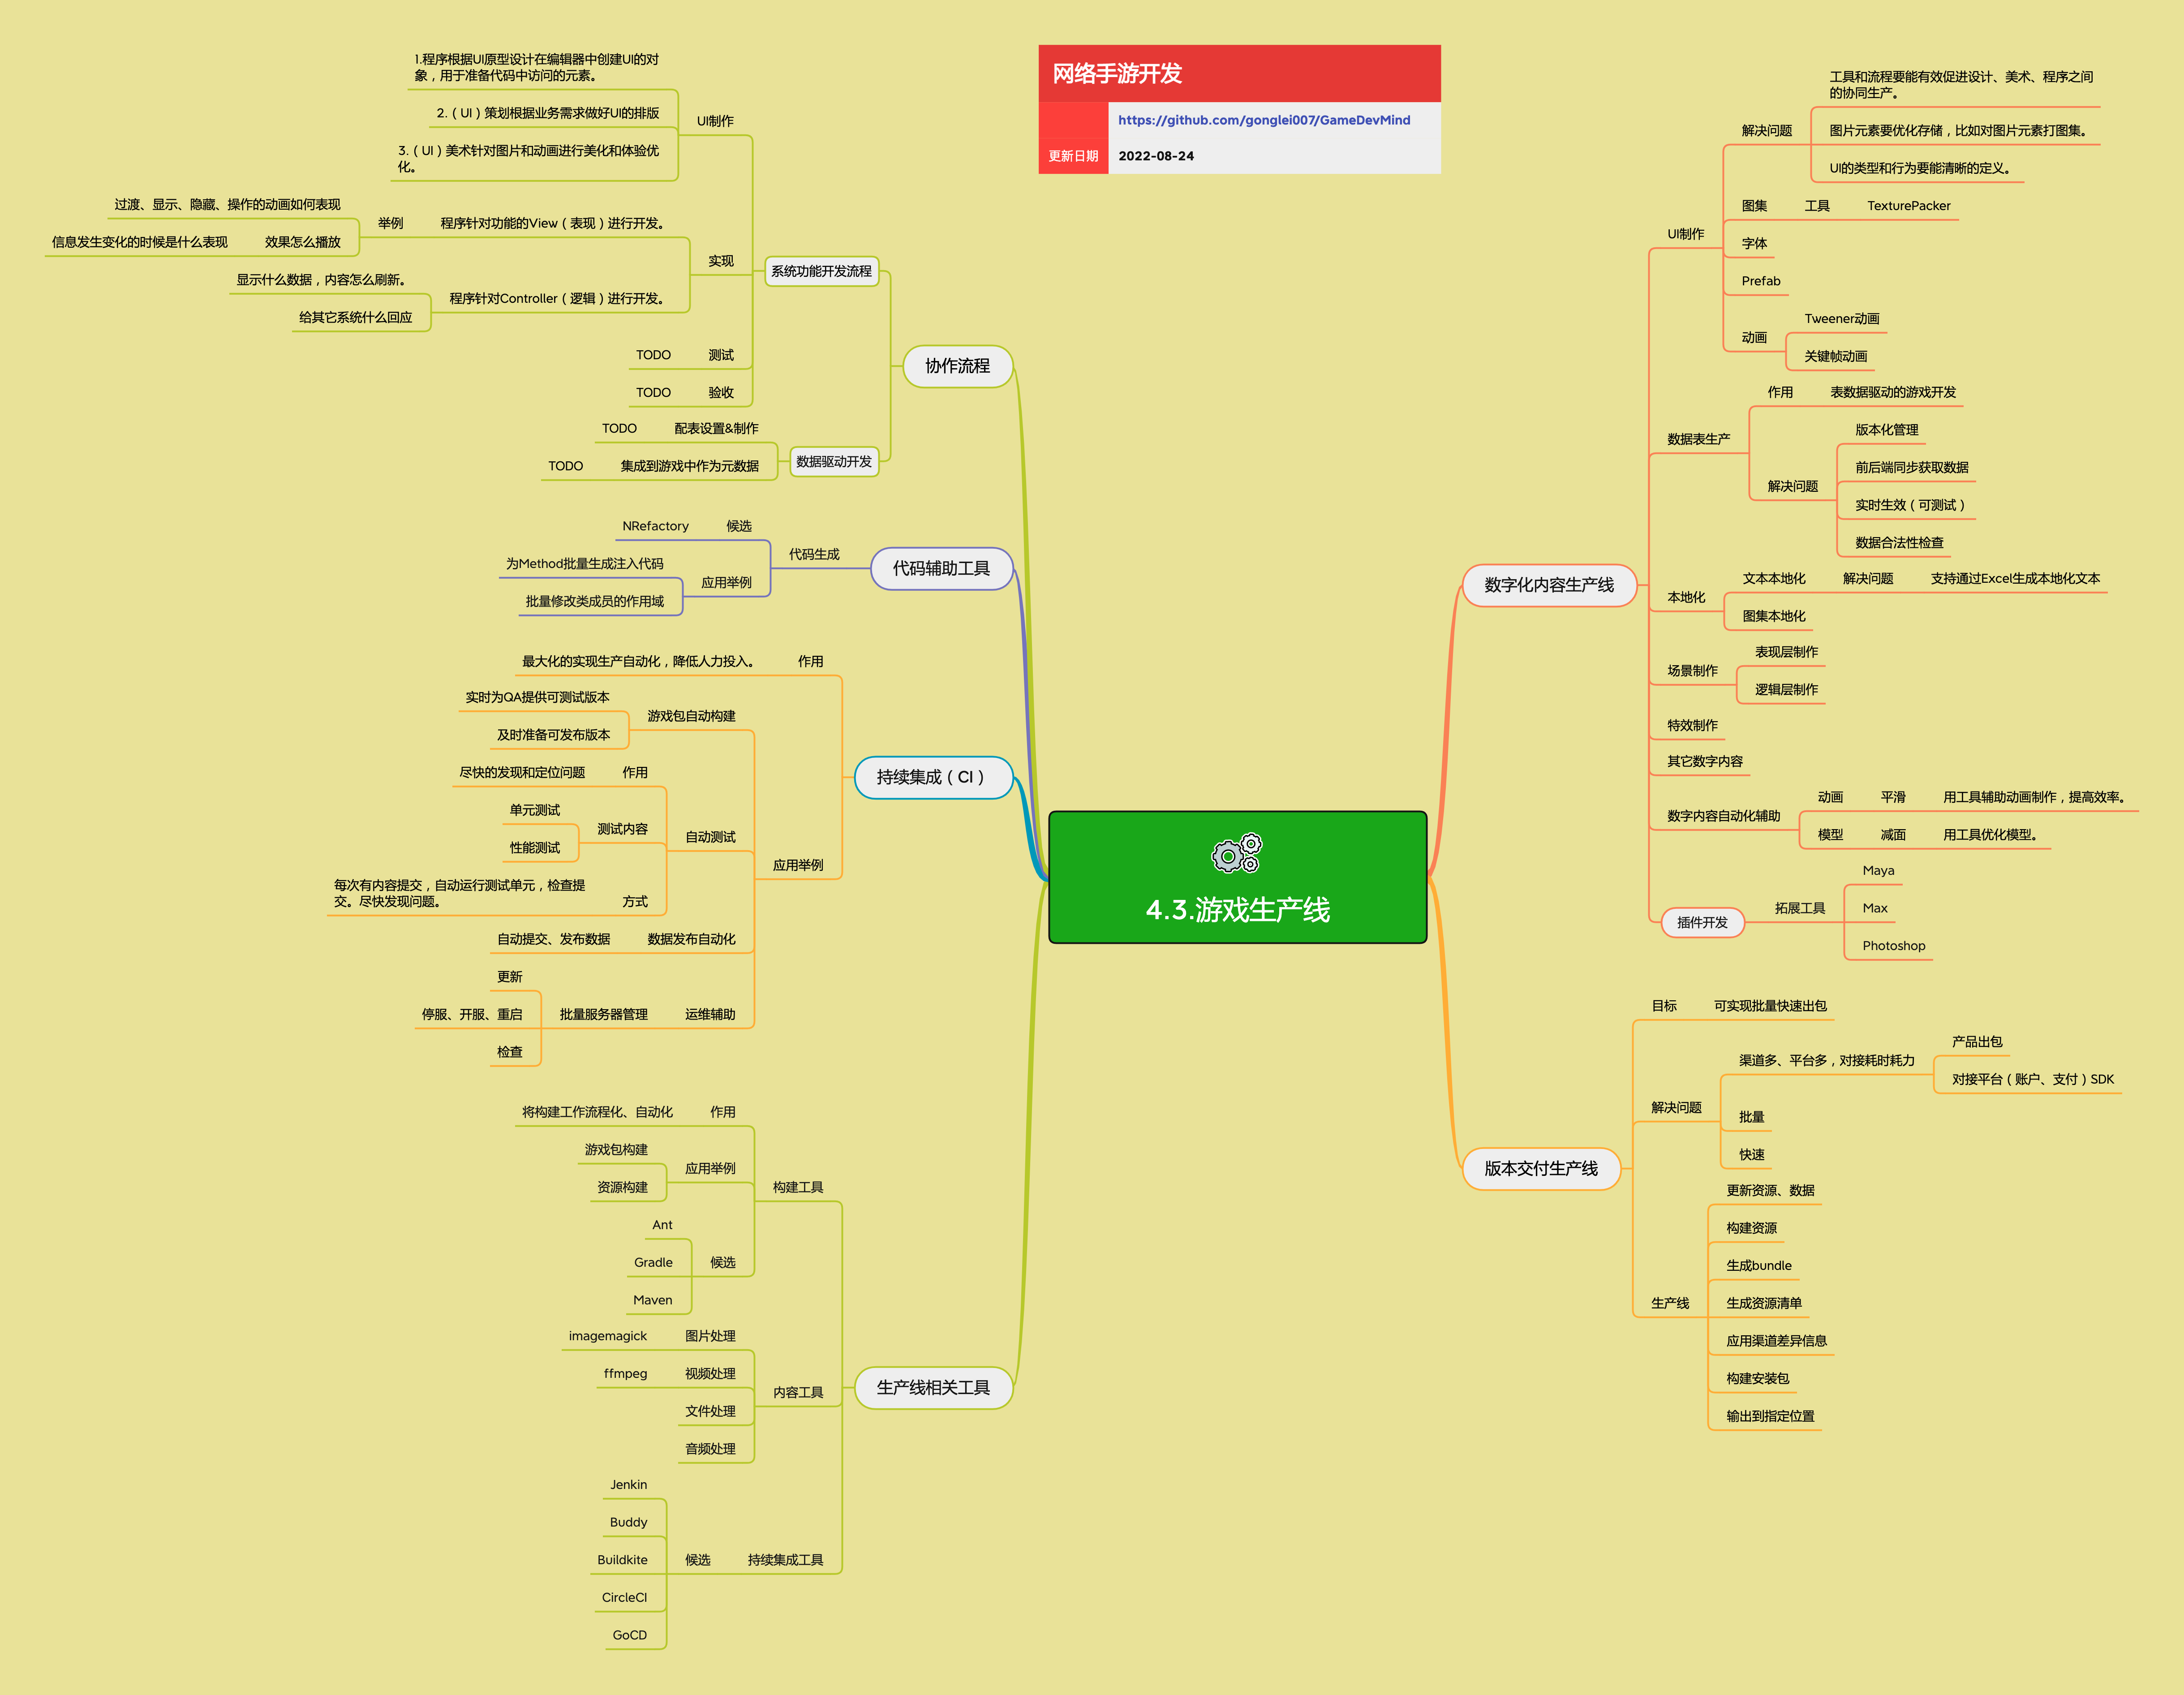 网络手游开发
https://github.com/gonglei007/GameDevMind
更新日期
2022-08-24
4.3.游戏生产线
协作流程
系统功能开发流程
UI制作
1.程序根据UI原型设计在编辑器中创建UI的对
象，用于准备代码中访问的元素。
2.（UI）策划根据业务需求做好UI的排版
3.（UI）美术针对图片和动画进行美化和体验优
化。
实现
程序针对功能的View（表现）进行开发。
举例
过渡、显示、隐藏、操作的动画如何表现
效果怎么播放
信息发生变化的时候是什么表现
程序针对Controller（逻辑）进行开发。
显示什么数据，内容怎么刷新。
给其它系统什么回应
测试
TODO
验收
TODO
数据驱动开发
配表设置&制作
TODO
集成到游戏中作为元数据
TODO
代码辅助工具
代码生成
候选
NRefactory
应用举例
为Method批量生成注入代码
批量修改类成员的作用域
持续集成（CI）
作用
最大化的实现生产自动化，降低人力投入。
应用举例
游戏包自动构建
实时为QA提供可测试版本
及时准备可发布版本
自动测试
作用
尽快的发现和定位问题
测试内容
单元测试
性能测试
方式
每次有内容提交，自动运行测试单元，检查提
交。尽快发现问题。
数据发布自动化
自动提交、发布数据
运维辅助
批量服务器管理
更新
停服、开服、重启
检查
生产线相关工具
构建工具
作用
将构建工作流程化、自动化
应用举例
游戏包构建
资源构建
候选
Ant
Gradle
Maven
内容工具
图片处理
imagemagick
视频处理
ffmpeg
文件处理
音频处理
持续集成工具
候选
Jenkin
Buddy
Buildkite
CircleCI
GoCD
数字化内容生产线
UI制作
解决问题
工具和流程要能有效促进设计、美术、程序之间
的协同生产。
图片元素要优化存储，比如对图片元素打图集。
UI的类型和行为要能清晰的定义。
图集
工具
TexturePacker
字体
Prefab
动画
Tweener动画
关键帧动画
数据表生产
作用
表数据驱动的游戏开发
解决问题
版本化管理
前后端同步获取数据
实时生效（可测试）
数据合法性检查
本地化
文本本地化
解决问题
支持通过Excel生成本地化文本
图集本地化
场景制作
表现层制作
逻辑层制作
特效制作
其它数字内容
数字内容自动化辅助
动画
平滑
用工具辅助动画制作，提高效率。
模型
减面
用工具优化模型。
插件开发
拓展工具
Maya
Max
Photoshop
版本交付生产线
目标
可实现批量快速出包
解决问题
渠道多、平台多，对接耗时耗力
产品出包
对接平台（账户、支付）SDK
批量
快速
生产线
更新资源、数据
构建资源
生成bundle
生成资源清单
应用渠道差异信息
构建安装包
输出到指定位置